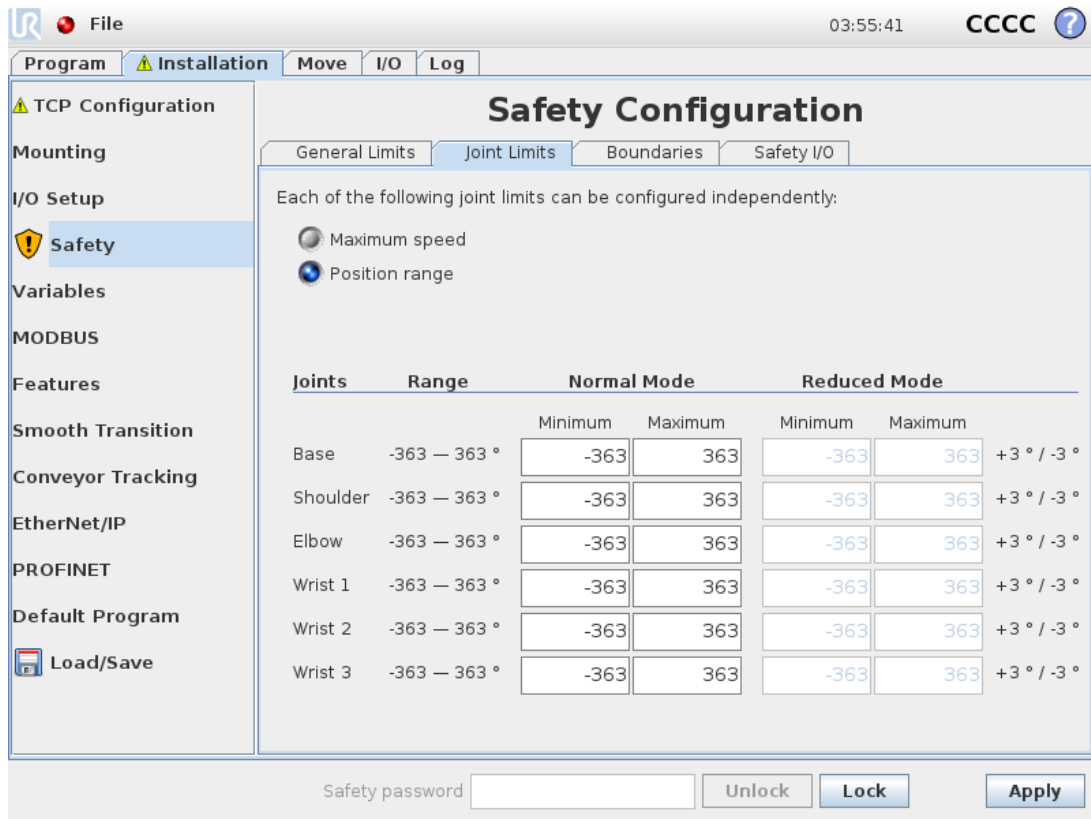 UR File 03:55:41 CCCC ?
Program Installation Move I/O Log
TCP Configuration
Mounting
I/O Setup
Safety
Variables
MODBUS
Features
Smooth Transition
Conveyor Tracking
EtherNet/IP
PROFINET
Default Program
Load/Save
Safety Configuration
General Limits Joint Limits Boundaries Safety I/O
Each of the following joint limits can be configured independently:
Maximum speed
Position range
Joints Range Normal Mode Reduced Mode
Minimum Maximum Minimum Maximum
Base -363 — 363 ° -363 363 -363 363 +3 ° / -3 °
Shoulder -363 — 363 ° -363 363 -363 363 +3 ° / -3 °
Elbow -363 — 363 ° -363 363 -363 363 +3 ° / -3 °
Wrist 1 -363 — 363 ° -363 363 -363 363 +3 ° / -3 °
Wrist 2 -363 — 363 ° -363 363 -363 363 +3 ° / -3 °
Wrist 3 -363 — 363 ° -363 363 -363 363 +3 ° / -3 °
Safety password Unlock Lock Apply